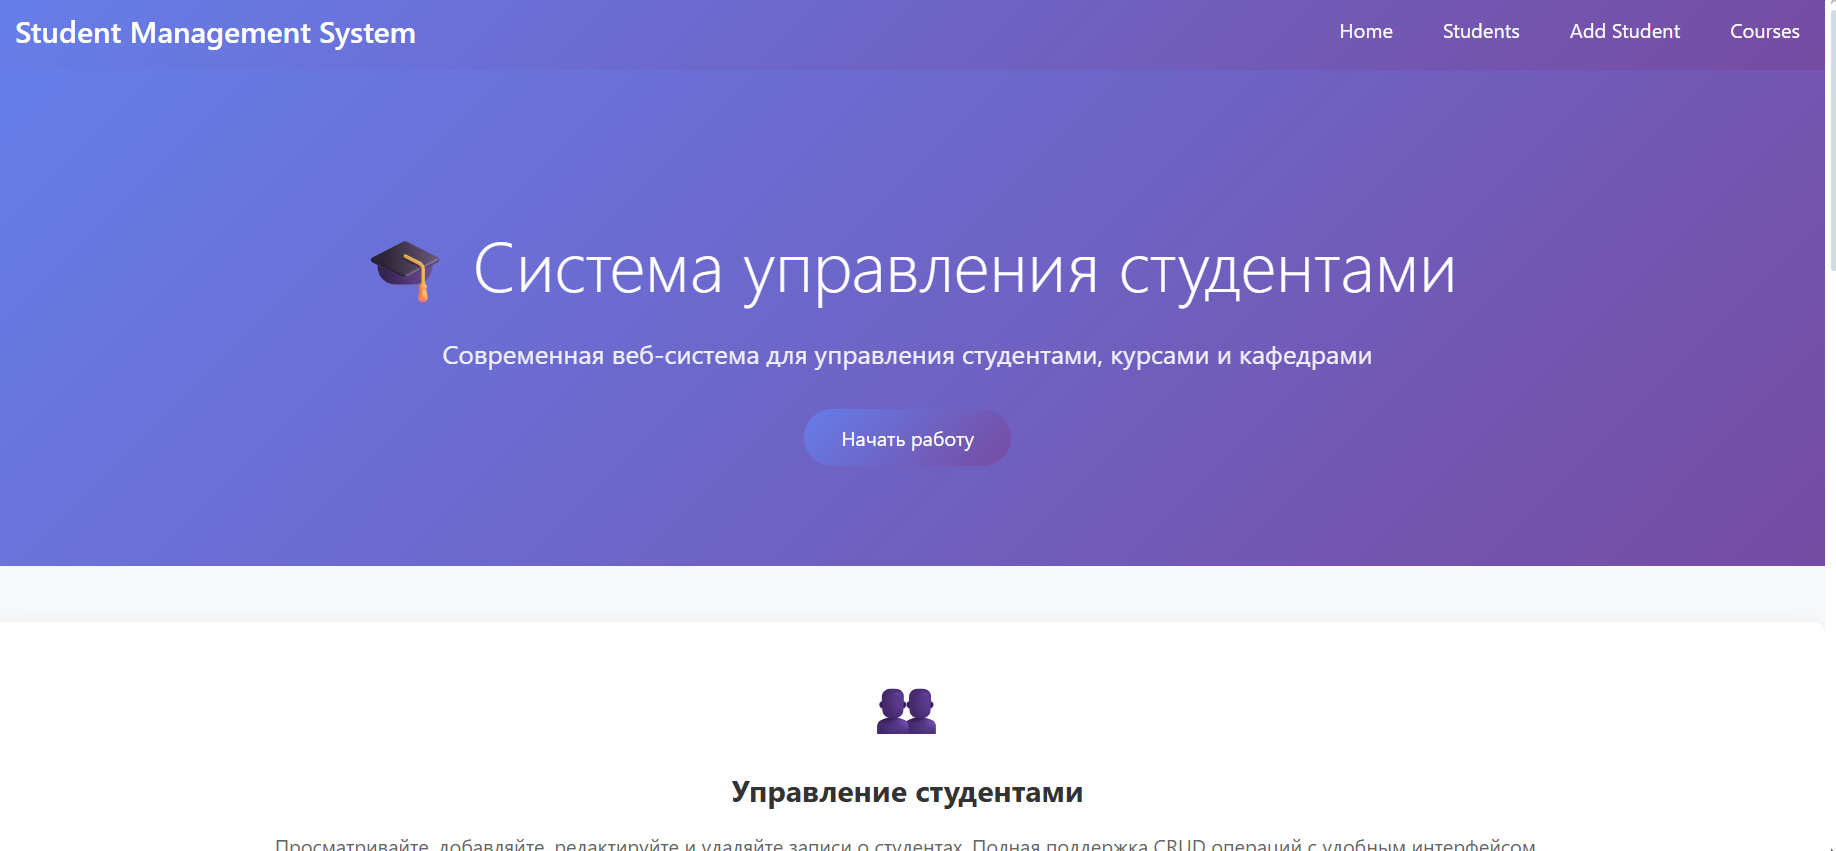 Student Management System
Home Students Add Student Courses
Система управления студентами
Современная веб-система для управления студентами, курсами и кафедрами
Начать работу
Управление студентами
Просматривайте, добавляйте, редактируйте и удаляйте записи о студентах. Полная поддержка CRUD операций с удобным интерфейсом